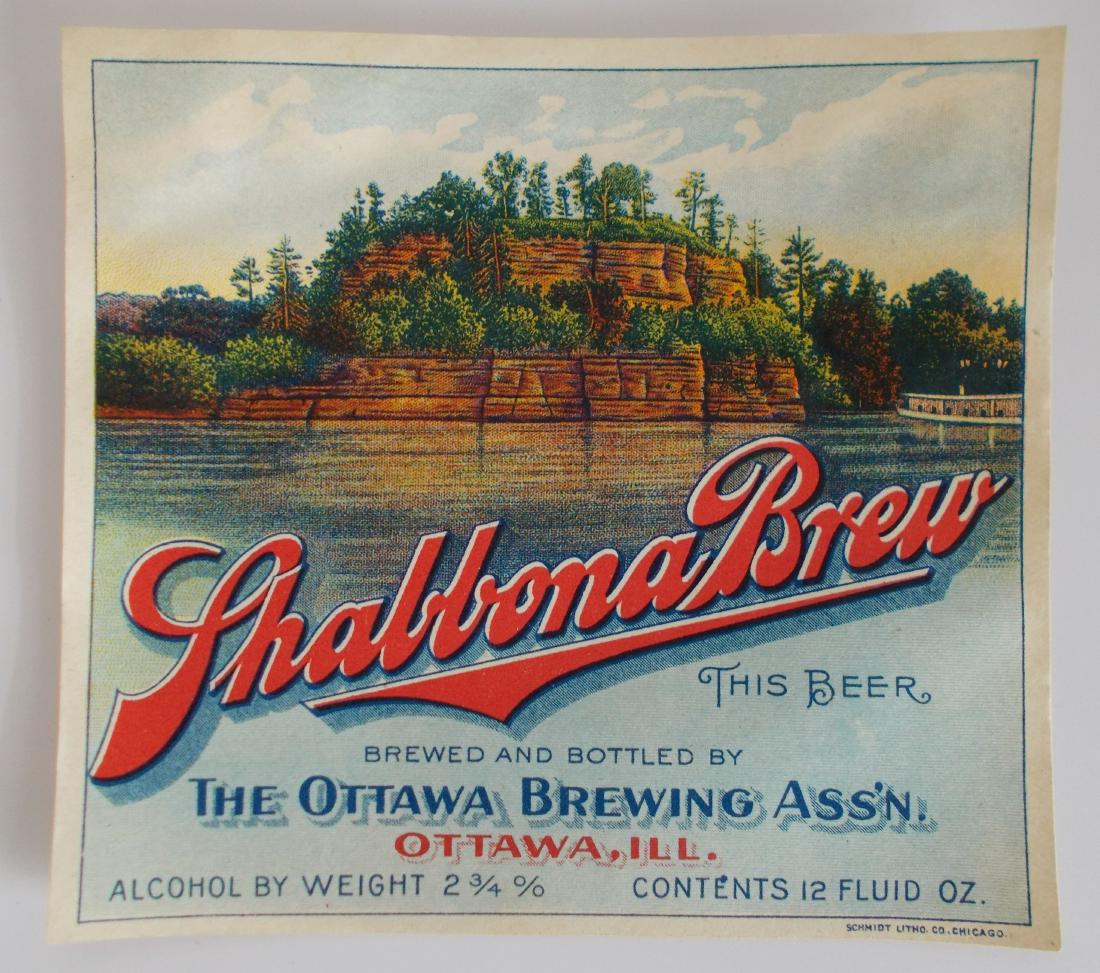 Shabbona Brew
THIS BEER
BREWED AND BOTTLED BY
THE OTTAWA BREWING ASS'N.
OTTAWA, ILL.
ALCOHOL BY WEIGHT 2 3/4 % CONTENTS 12 FLUID OZ.
SCHMIDT LITHO. CO., CHICAGO.